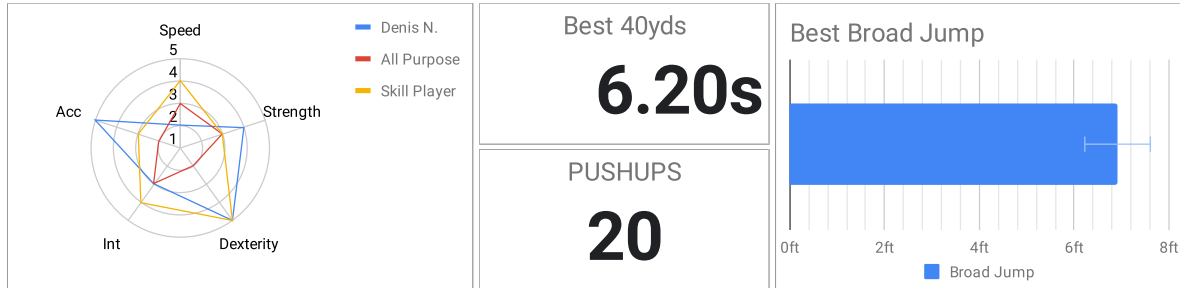 Speed
5
4
3
2
1
Acc
Strength
Int
Dexterity
Denis N.
All Purpose
Skill Player
Best 40yds
6.20s
PUSHUPS
20
Best Broad Jump
0ft 2ft 4ft 6ft 8ft
Broad Jump